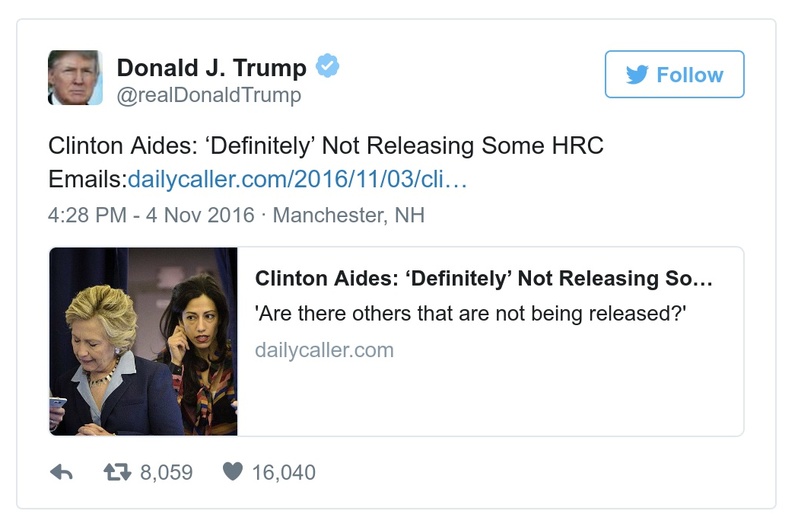 Donald J. Trump
@realDonaldTrump
Follow
Clinton Aides: ‘Definitely’ Not Releasing Some HRC
Emails:dailycaller.com/2016/11/03/cli…
4:28 PM - 4 Nov 2016 · Manchester, NH
Clinton Aides: ‘Definitely’ Not Releasing So…
'Are there others that are not being released?'
dailycaller.com
8,059 16,040